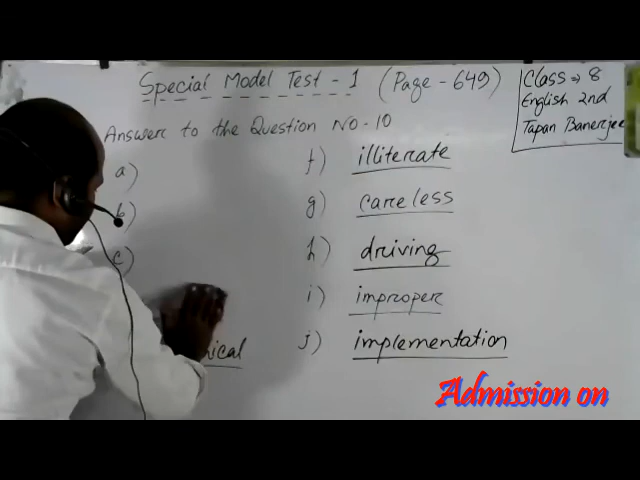 Special Model Test - 1 (Page - 649)
Class ⇒ 8
English 2nd
Tapan Banerjee
Answer to the Question NO - 10
a)
b)
c)
f) illiterate
g) careless
h) driving
i) improper
j) implementation
Admission on